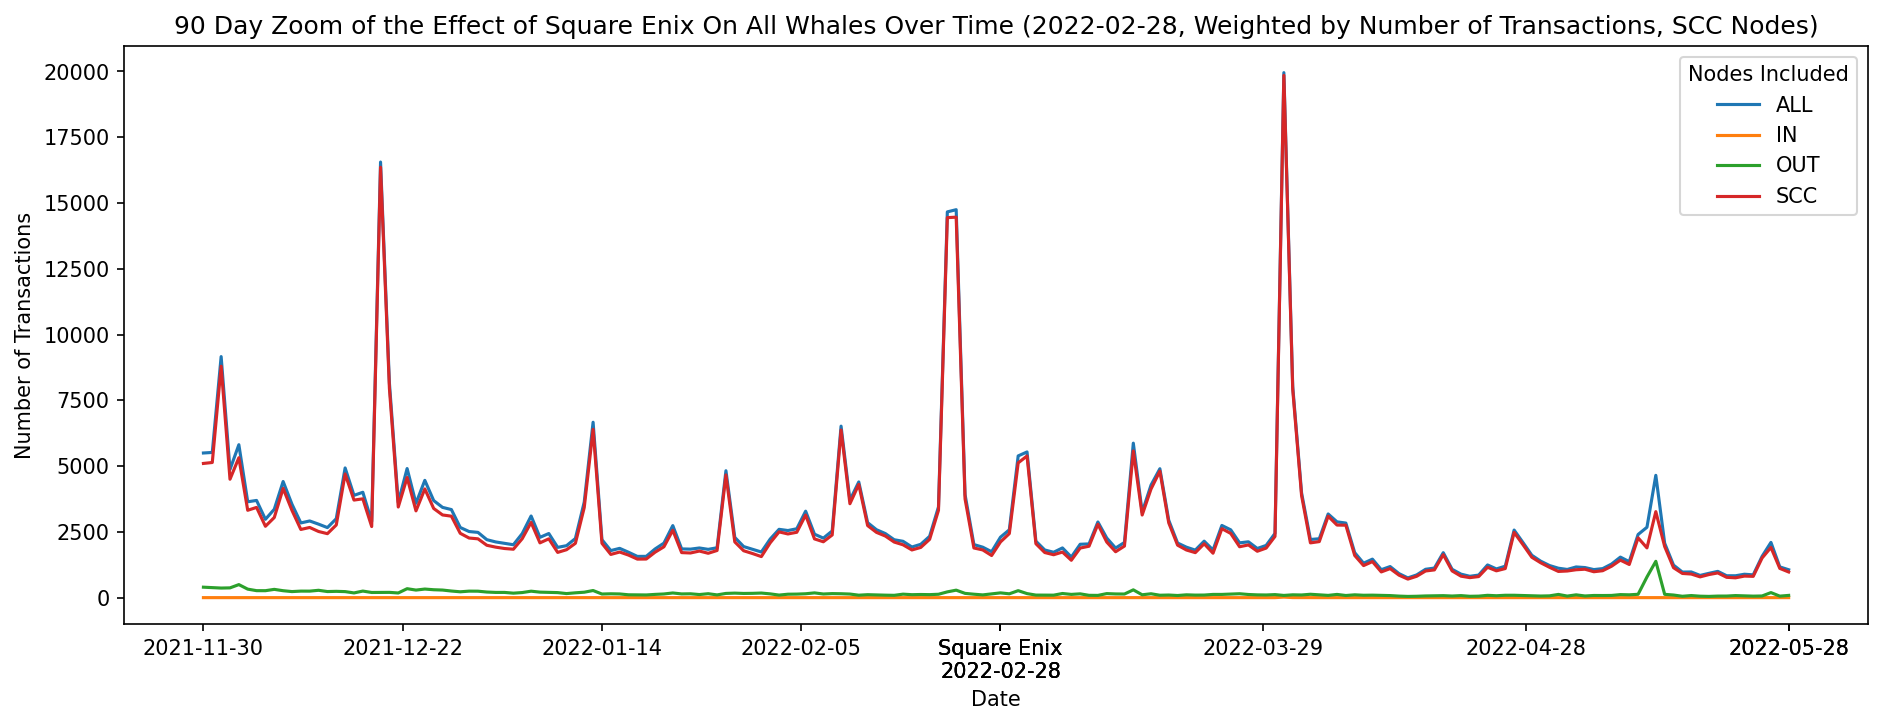 90 Day Zoom of the Effect of Square Enix On All Whales Over Time (2022-02-28, Weighted by Number of Transactions, SCC Nodes)
Number of Transactions
20000
17500
15000
12500
10000
7500
5000
2500
0
Nodes Included
ALL
IN
OUT
SCC
2021-11-30 2021-12-22 2022-01-14 2022-02-05 Square Enix 2022-03-29 2022-04-28 2022-05-28
2022-02-28
Date